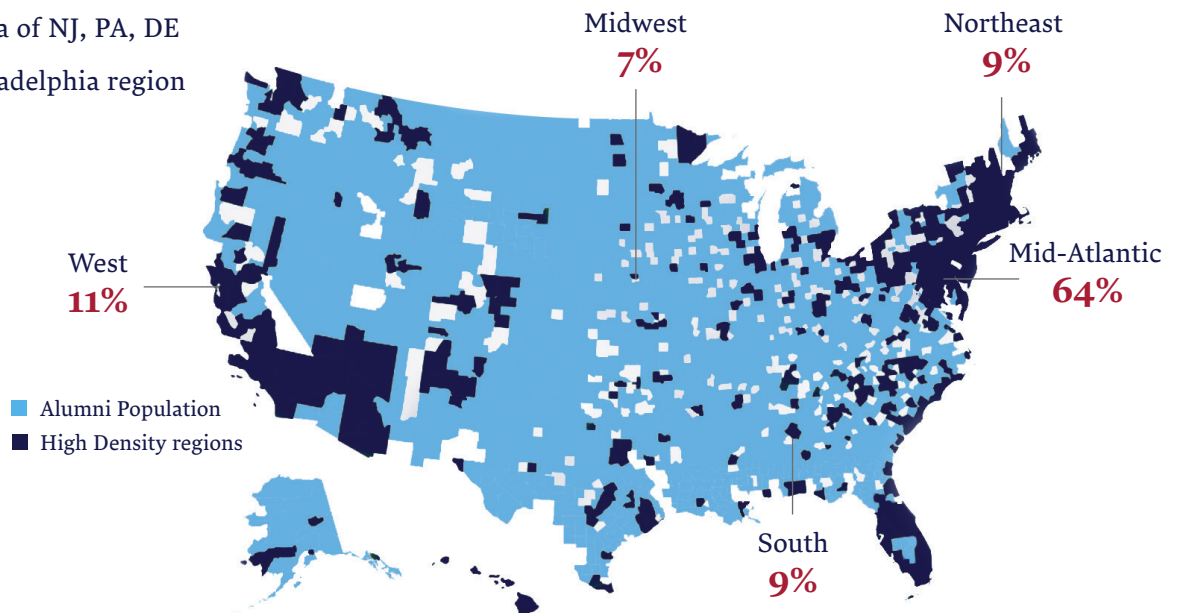 a of NJ, PA, DE
adelphia region
Midwest
7%
Northeast
9%
Mid-Atlantic
64%
West
11%
Alumni Population
High Density regions
South
9%